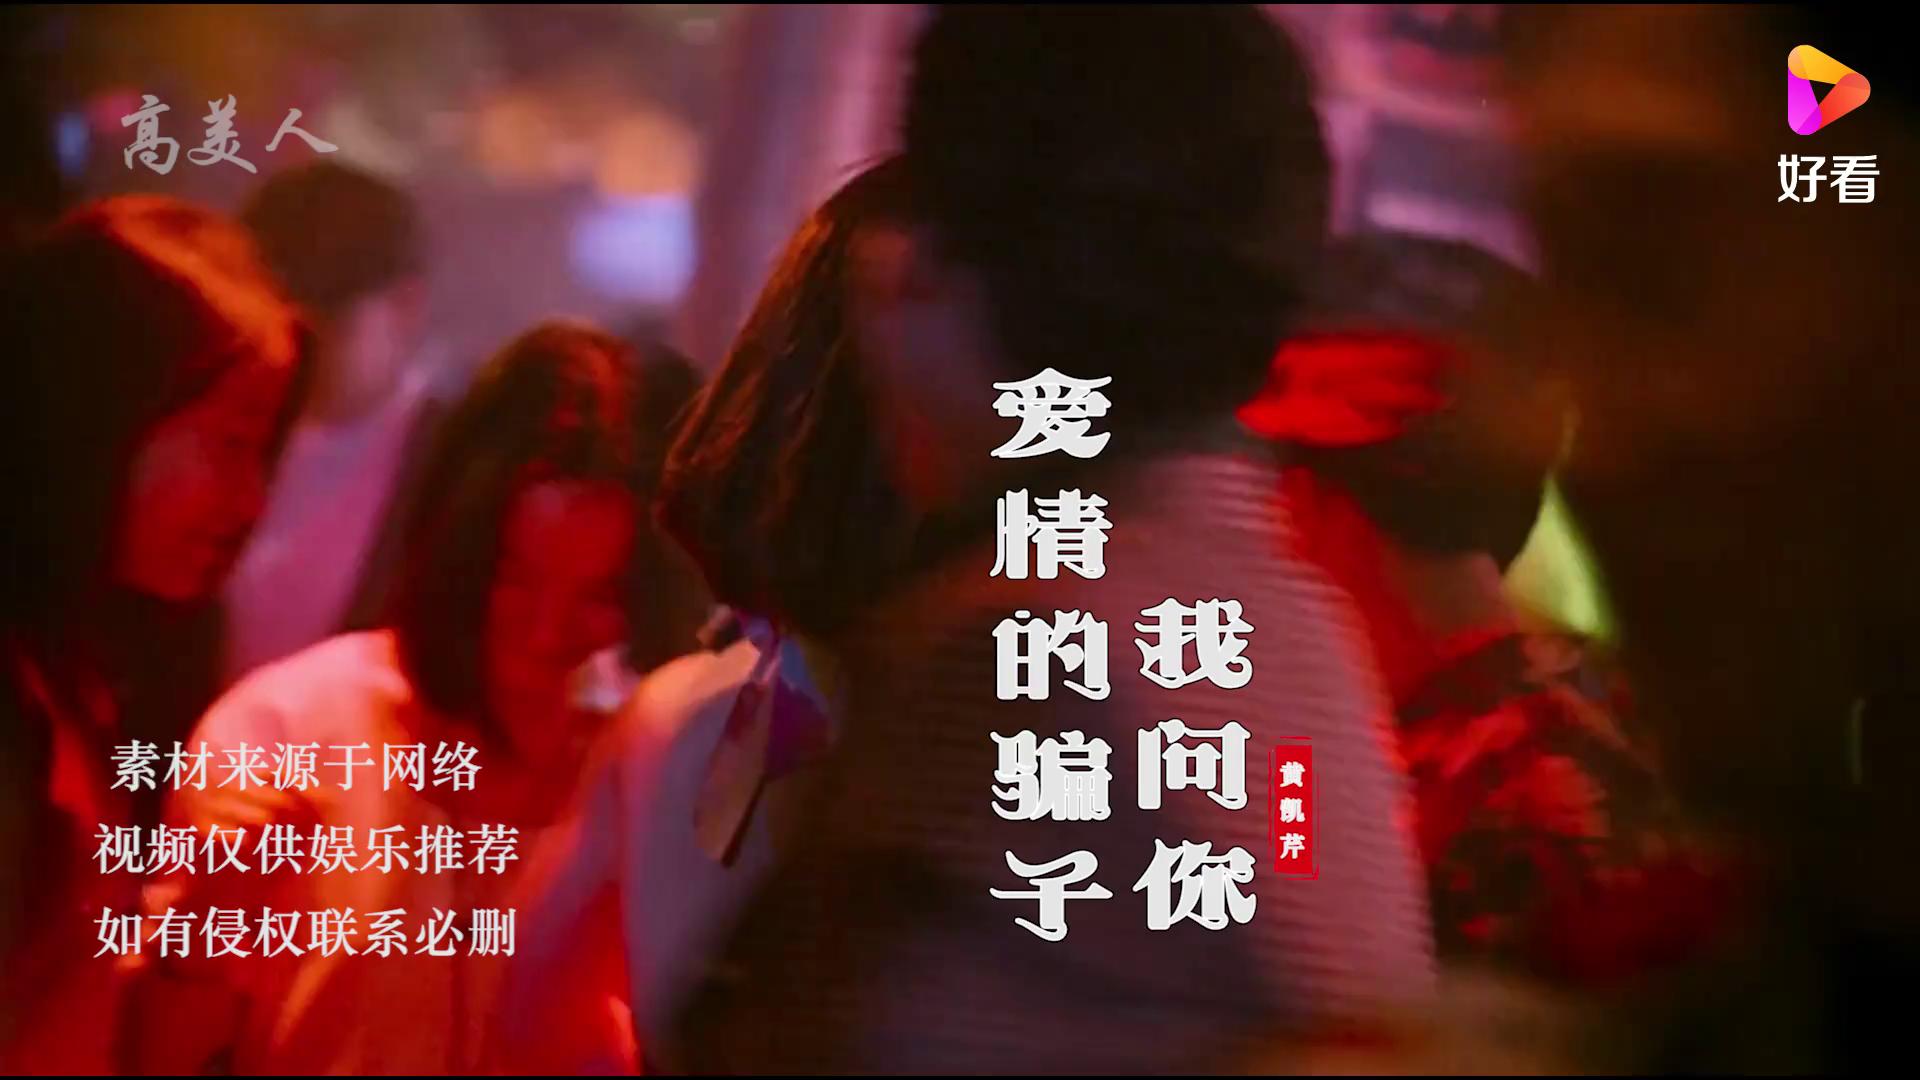 高美人
好看
爱情的骗子
我问你
黄凯芹
素材来源于网络
视频仅供娱乐推荐
如有侵权联系必删